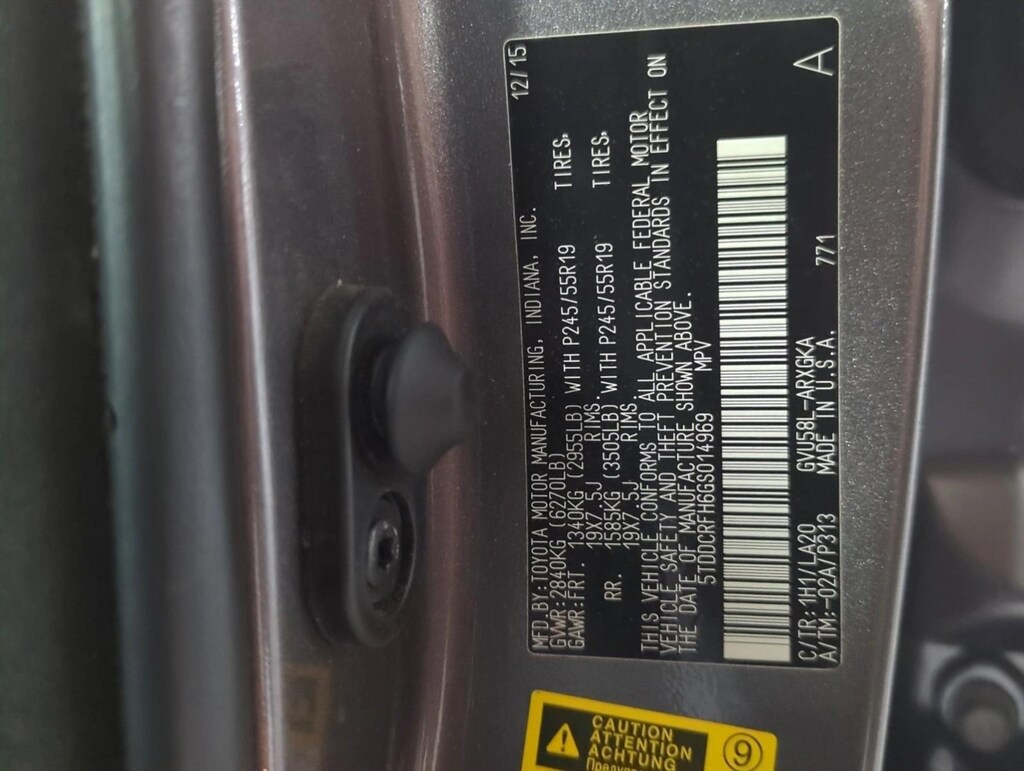 MFD.BY:TOYOTA MOTOR MANUFACTURING, INDIANA, INC. 12/15
GVWR:2840KG (6270LB)
GAWR:FRT. 1340KG (2955LB) WITH P245/55R19 TIRES,
19X7.5J RIMS.
RR. 1585KG (3505LB) WITH P245/55R19 TIRES,
19X7.5J RIMS
THIS VEHICLE CONFORMS TO ALL APPLICABLE FEDERAL MOTOR
VEHICLE SAFETY AND THEFT PREVENTION STANDARDS IN EFFECT ON
THE DATE OF MANUFACTURE SHOWN ABOVE.
5TDDCRFH6GS014969 MPV
C/TR:1H1/LA20 GVU58L-ARXGKA 771 A
A/TM:-02A/P313 MADE IN U.S.A.
CAUTION
ATTENTION
ACHTUNG
9